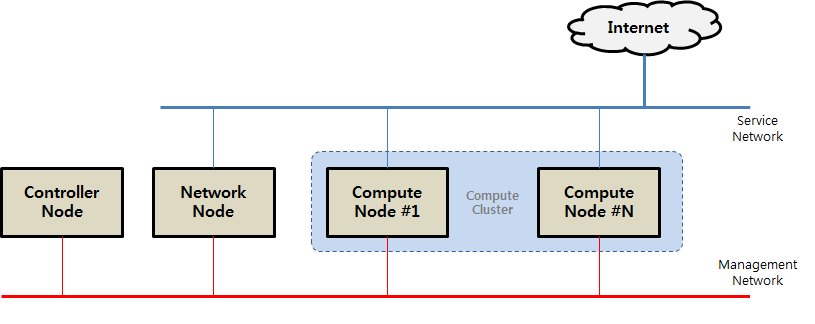 Internet
Service
Network
Controller
Node
Network
Node
Compute
Node #1
Compute
Cluster
Compute
Node #N
Management
Network